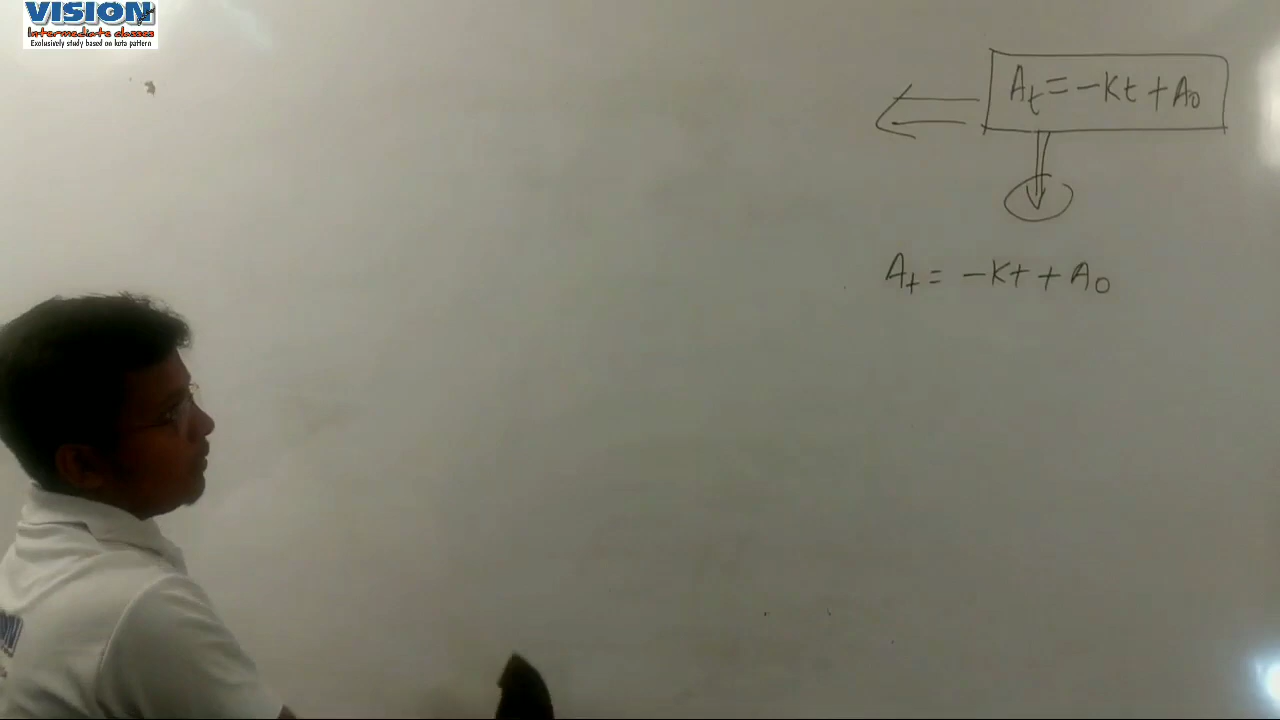 VISION
Intermediate classes
Exclusively study based on kota pattern
At = -Kt + A0
At = -Kt + A0